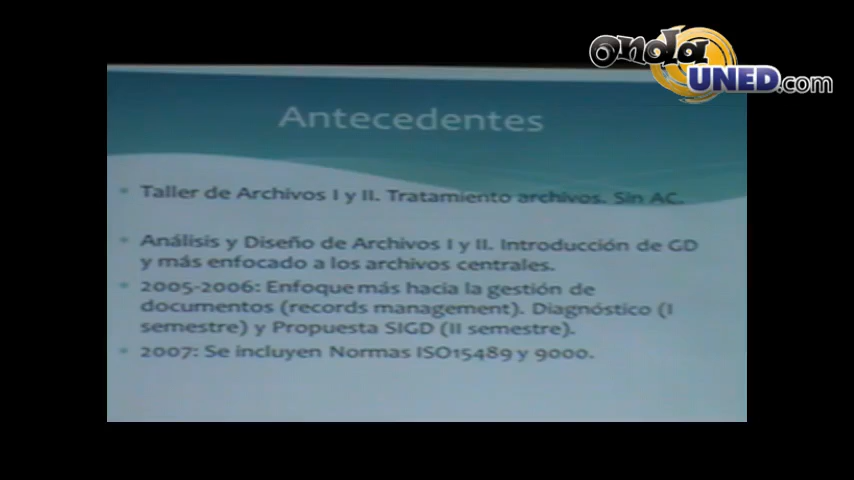 onda
UNED.com
Antecedentes
Taller de Archivos I y II. Tratamiento archivos. Sin AC.
Análisis y Diseño de Archivos I y II. Introducción de GD
y más enfocado a los archivos centrales.
2005-2006: Enfoque más hacia la gestión de
documentos (records management). Diagnóstico (I
semestre) y Propuesta SIGD (II semestre).
2007: Se incluyen Normas ISO15489 y 9000.